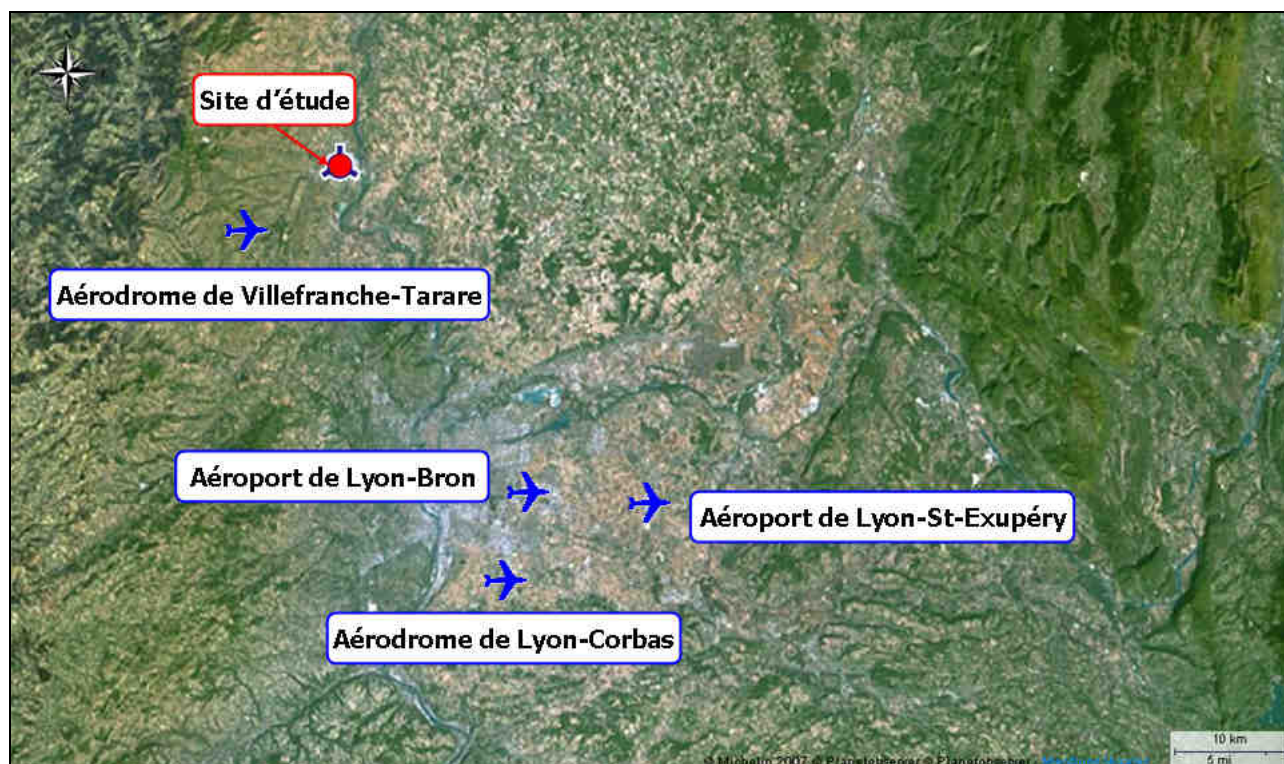 Site d'étude
Aérodrome de Villefranche-Tarare
Aéroport de Lyon-Bron
Aéroport de Lyon-St-Exupéry
Aérodrome de Lyon-Corbas
10 km
5 mi
© Michelin 2007 © Planetobserver © Planetobserver -